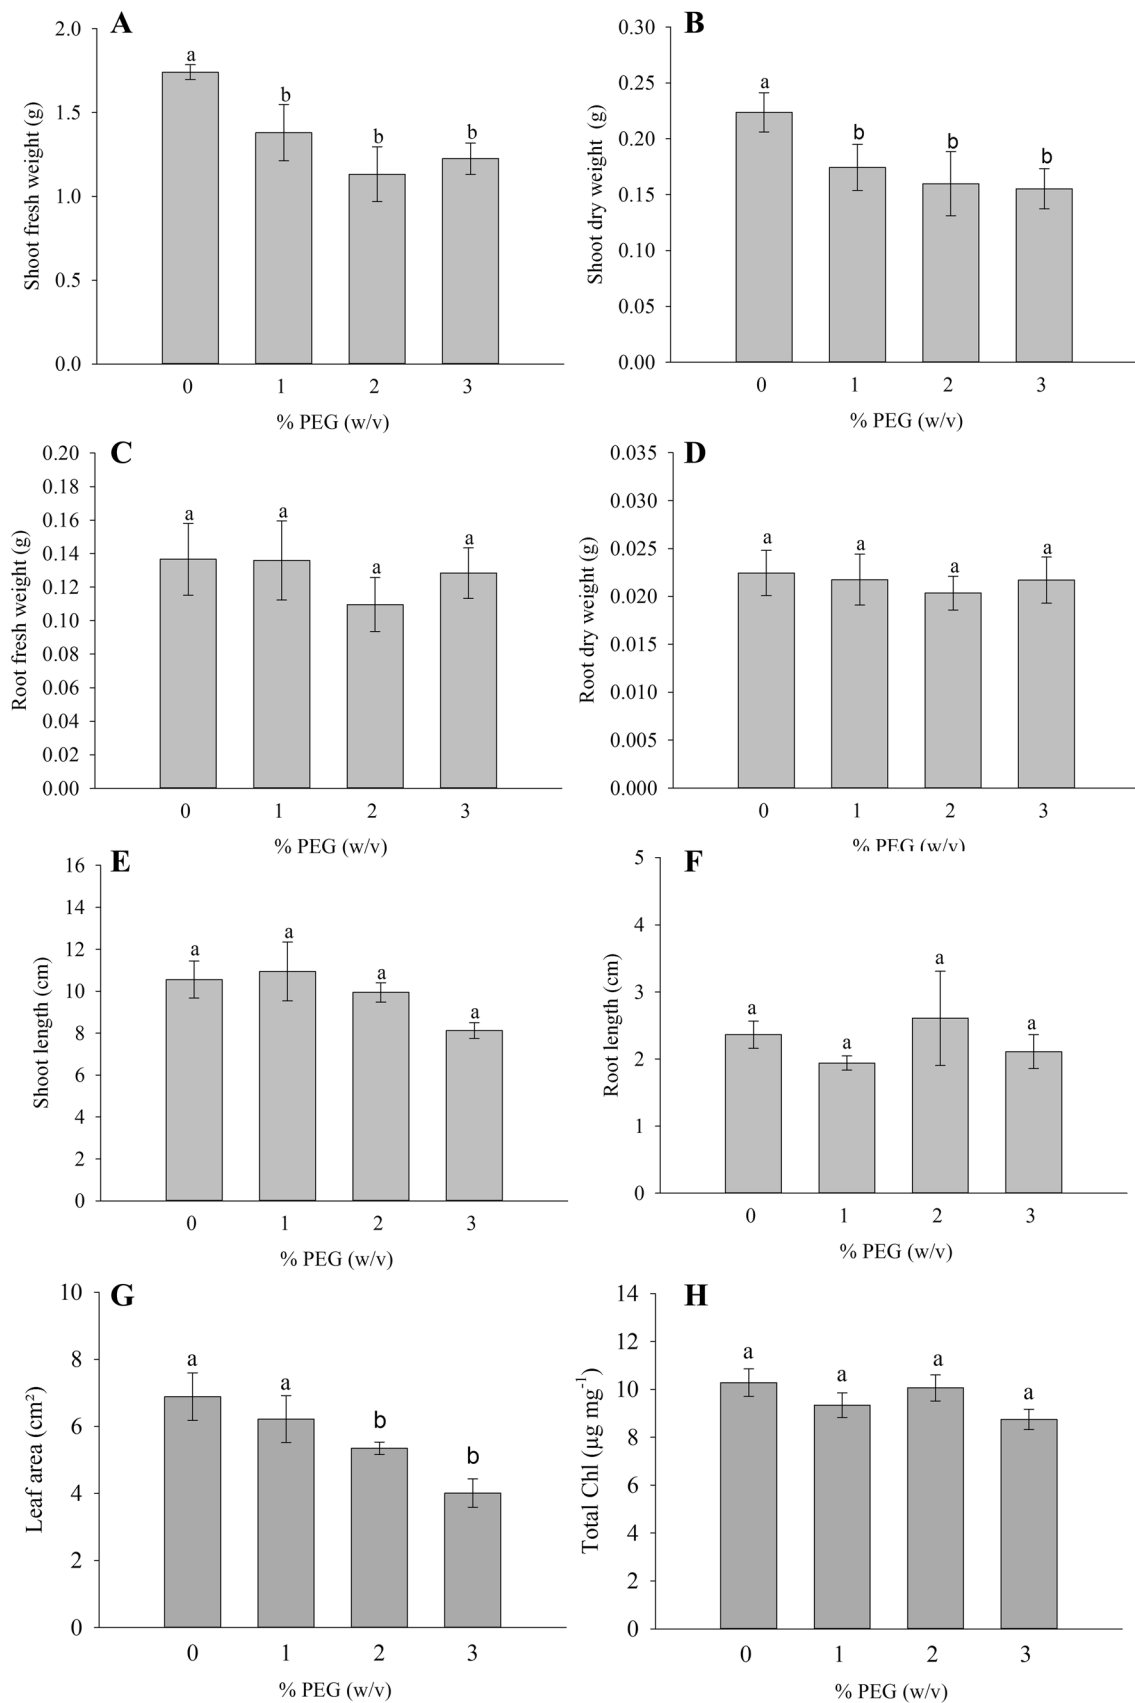 A
Shoot fresh weight (g)
2.0
1.5
1.0
0.5
0.0
a
b
b
b
0 1 2 3
% PEG (w/v)
B
Shoot dry weight (g)
0.30
0.25
0.20
0.15
0.10
0.05
0.00
a
b
b
b
0 1 2 3
% PEG (w/v)
C
Root fresh weight (g)
0.20
0.18
0.16
0.14
0.12
0.10
0.08
0.06
0.04
0.02
0.00
a
a
a
a
0 1 2 3
% PEG (w/v)
D
Root dry weight (g)
0.035
0.030
0.025
0.020
0.015
0.010
0.005
0.000
a
a
a
a
0 1 2 3
% PEG (w/v)
E
Shoot length (cm)
16
14
12
10
8
6
4
2
0
a
a
a
a
0 1 2 3
% PEG (w/v)
F
Root length (cm)
5
4
3
2
1
0
a
a
a
a
0 1 2 3
% PEG (w/v)
G
Leaf area (cm²)
10
8
6
4
2
0
a
a
b
b
0 1 2 3
% PEG (w/v)
H
Total Chl (µg mg⁻¹)
14
12
10
8
6
4
2
0
a
a
a
a
0 1 2 3
% PEG (w/v)